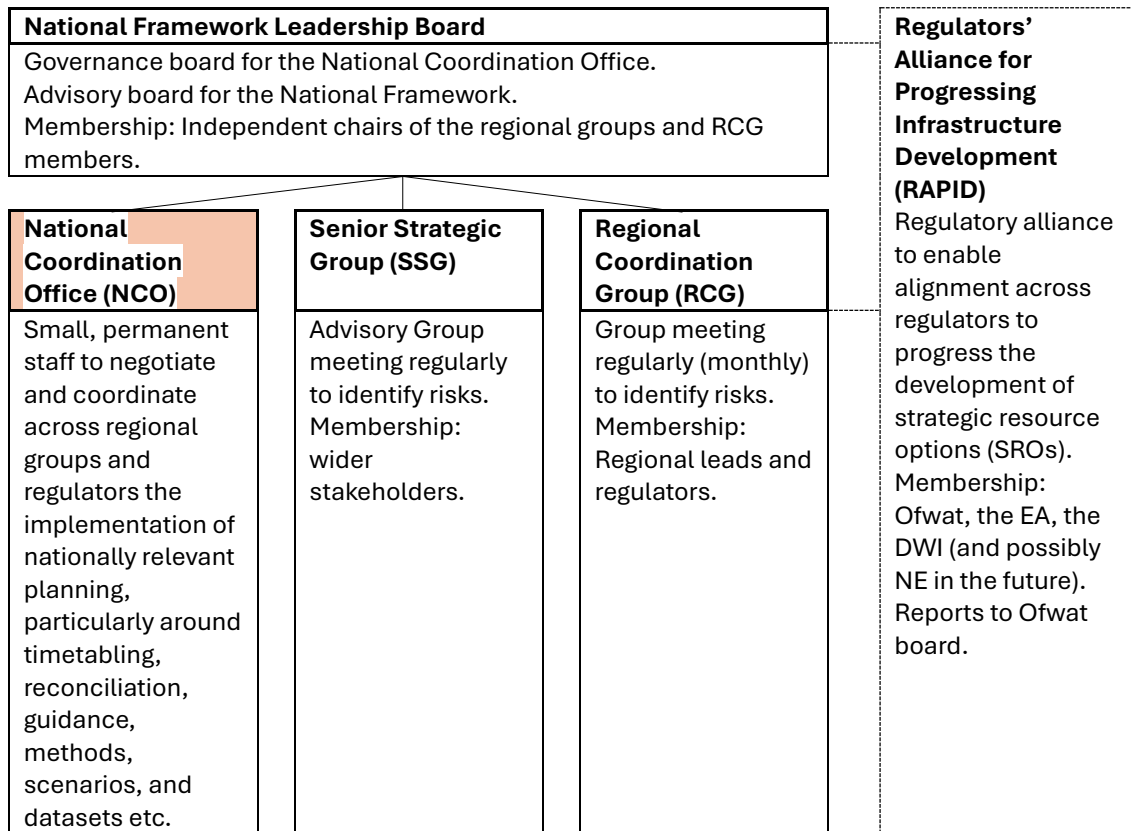 National Framework Leadership Board
Governance board for the National Coordination Office.
Advisory board for the National Framework.
Membership: Independent chairs of the regional groups and RCG
members.
National
Coordination
Office (NCO)
Small, permanent
staff to negotiate
and coordinate
across regional
groups and
regulators the
implementation of
nationally relevant
planning,
particularly around
timetabling,
reconciliation,
guidance,
methods,
scenarios, and
datasets etc.
Senior Strategic
Group (SSG)
Advisory Group
meeting regularly
to identify risks.
Membership:
wider
stakeholders.
Regional
Coordination
Group (RCG)
Group meeting
regularly (monthly)
to identify risks.
Membership:
Regional leads and
regulators.
Regulators’
Alliance for
Progressing
Infrastructure
Development
(RAPID)
Regulatory alliance
to enable
alignment across
regulators to
progress the
development of
strategic resource
options (SROs).
Membership:
Ofwat, the EA, the
DWI (and possibly
NE in the future).
Reports to Ofwat
board.